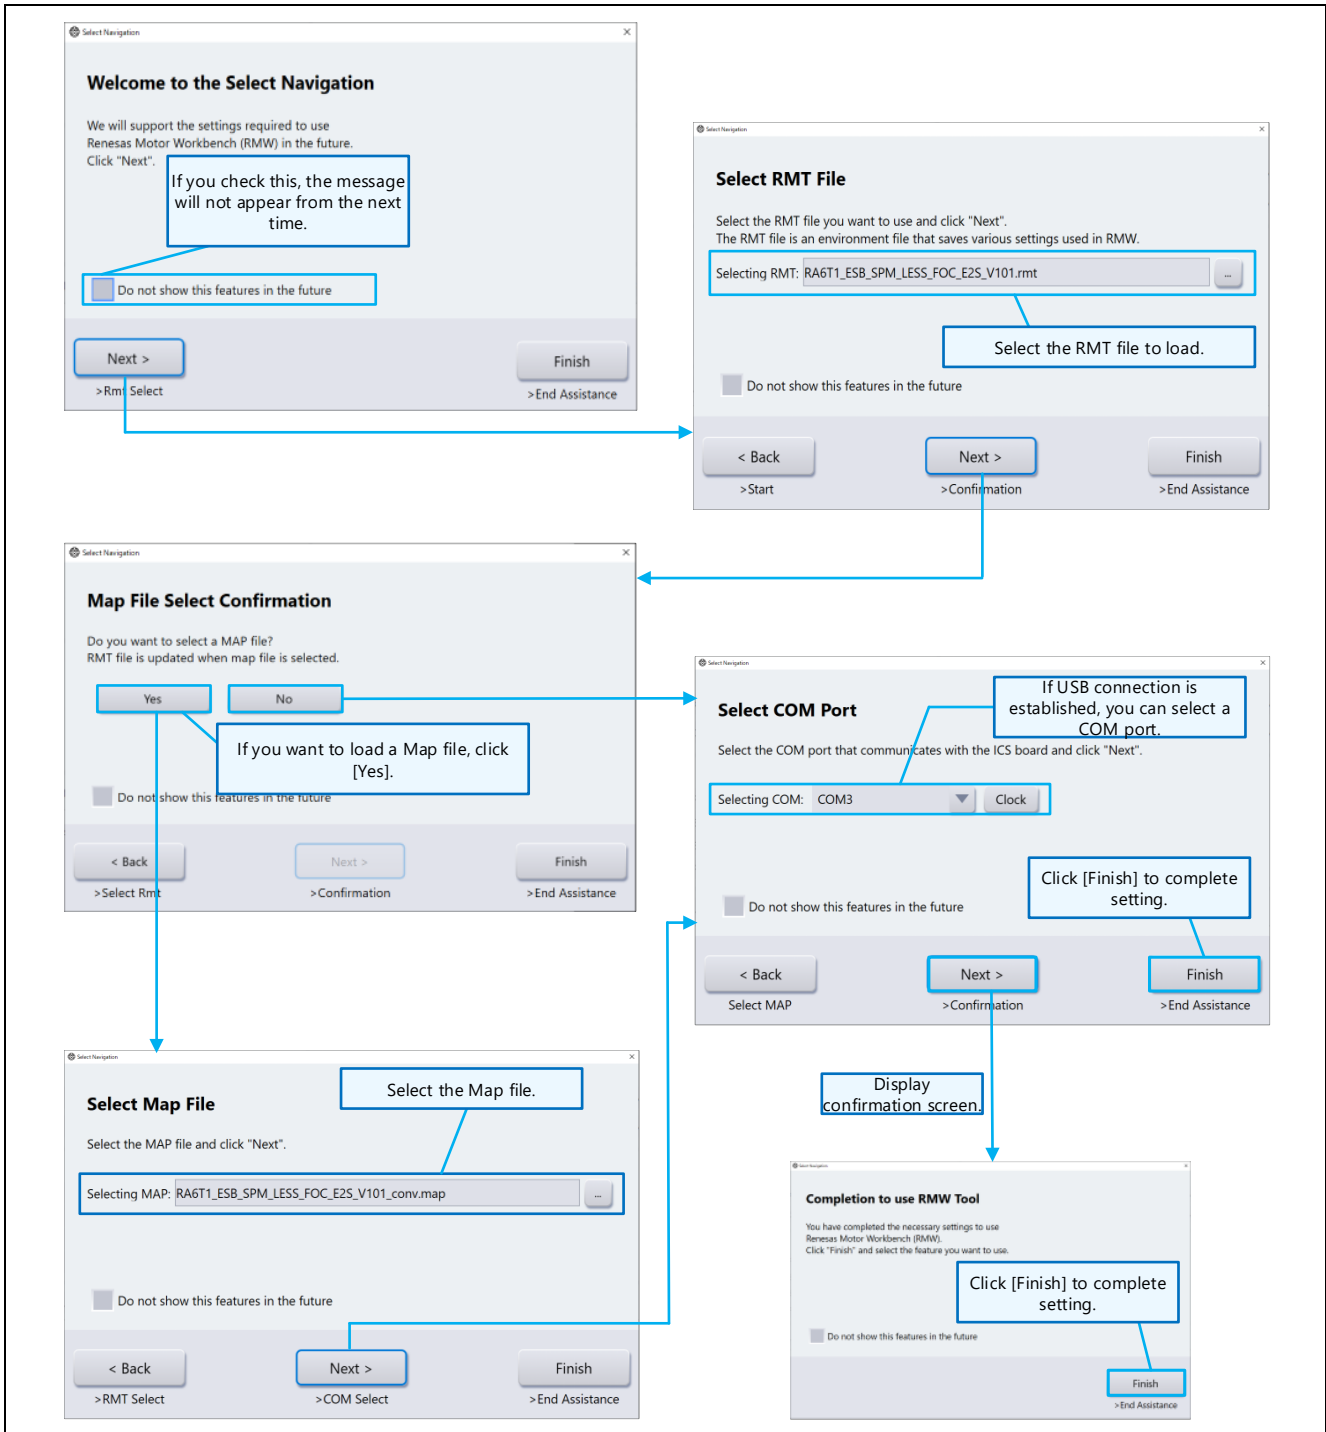 Select Navigation
Welcome to the Select Navigation
We will support the settings required to use
Renesas Motor Workbench (RMW) in the future.
Click "Next".
If you check this, the message
will not appear from the next
time.
Do not show this features in the future
Next >
>Rmt Select
Finish
>End Assistance
Select Navigation
Select RMT File
Select the RMT file you want to use and click "Next".
The RMT file is an environment file that saves various settings used in RMW.
Selecting RMT: RA6T1_ESB_SPM_LESS_FOC_E2S_V101.rmt ...
Select the RMT file to load.
Do not show this features in the future
< Back
>Start
Next >
>Confirmation
Finish
>End Assistance
Select Navigation
Map File Select Confirmation
Do you want to select a MAP file?
RMT file is updated when map file is selected.
Yes
No
If you want to load a Map file, click
[Yes].
Do not show this features in the future
< Back
>Select Rmt
Next >
>Confirmation
Finish
>End Assistance
Select Navigation
Select COM Port
If USB connection is
established, you can select a
COM port.
Select the COM port that communicates with the ICS board and click "Next".
Selecting COM: COM3 Clock
Click [Finish] to complete
setting.
Do not show this features in the future
< Back
Select MAP
Next >
>Confirmation
Finish
>End Assistance
Select Navigation
Select Map File
Select the Map file.
Select the MAP file and click "Next".
Selecting MAP: RA6T1_ESB_SPM_LESS_FOC_E2S_V101_conv.map ...
Do not show this features in the future
< Back
>RMT Select
Next >
>COM Select
Finish
>End Assistance
Display
confirmation screen.
Select Navigation
Completion to use RMW Tool
You have completed the necessary settings to use
Renesas Motor Workbench (RMW).
Click "Finish" and select the feature you want to use.
Click [Finish] to complete
setting.
Do not show this features in the future
Finish
>End Assistance